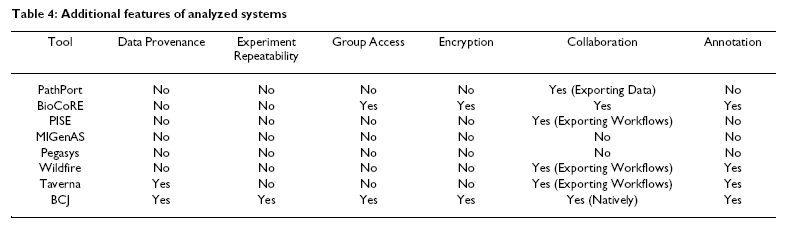 Table 4: Additional features of analyzed systems
Tool Data Provenance Experiment Repeatability Group Access Encryption Collaboration Annotation
PathPort No No No No Yes (Exporting Data) No
BioCoRE No No Yes Yes Yes Yes
PISE No No No No Yes (Exporting Workflows) No
MIGenAS No No No No No No
Pegasys No No No No No No
Wildfire No No No No Yes (Exporting Workflows) Yes
Taverna Yes No No No Yes (Exporting Workflows) Yes
BCJ Yes Yes Yes Yes Yes (Natively) Yes